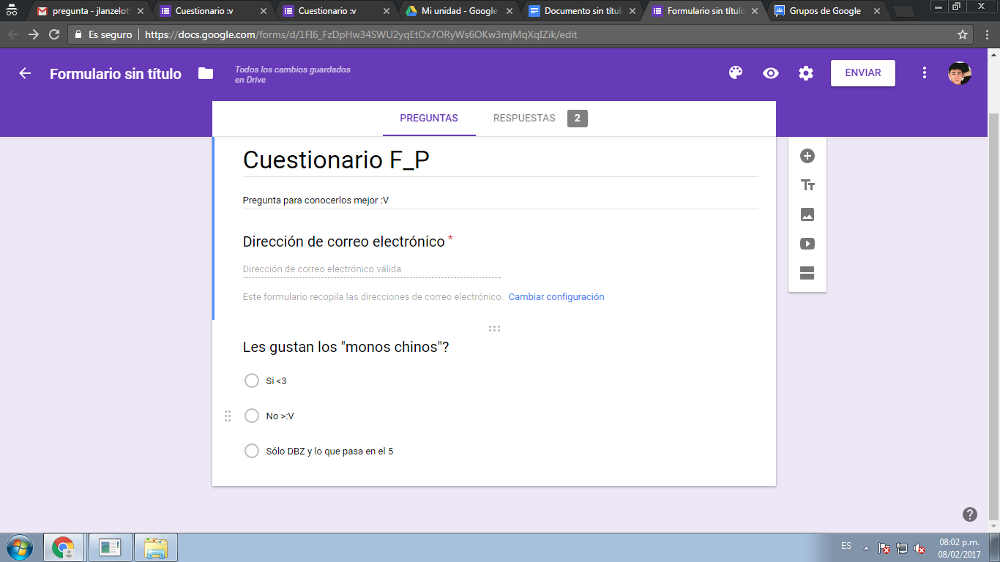 pregunta - jlanzelot
Cuestionario :v
Cuestionario :v
Mi unidad - Google
Documento sin títul
Formulario sin título
Grupos de Google
Es seguro
https://docs.google.com/forms/d/1FI6_FzDpHw34SWU2yqEtOx7ORyWs6OKw3mjMqXqIZik/edit
Formulario sin título
Todos los cambios guardados
en Drive
ENVIAR
PREGUNTAS
RESPUESTAS
2
Cuestionario F_P
Pregunta para conocerlos mejor :V
Dirección de correo electrónico *
Dirección de correo electrónico válida
Este formulario recopila las direcciones de correo electrónico. Cambiar configuración
Les gustan los "monos chinos"?
Si <3
No >:V
Sólo DBZ y lo que pasa en el 5
ES
08:02 p.m.
08/02/2017